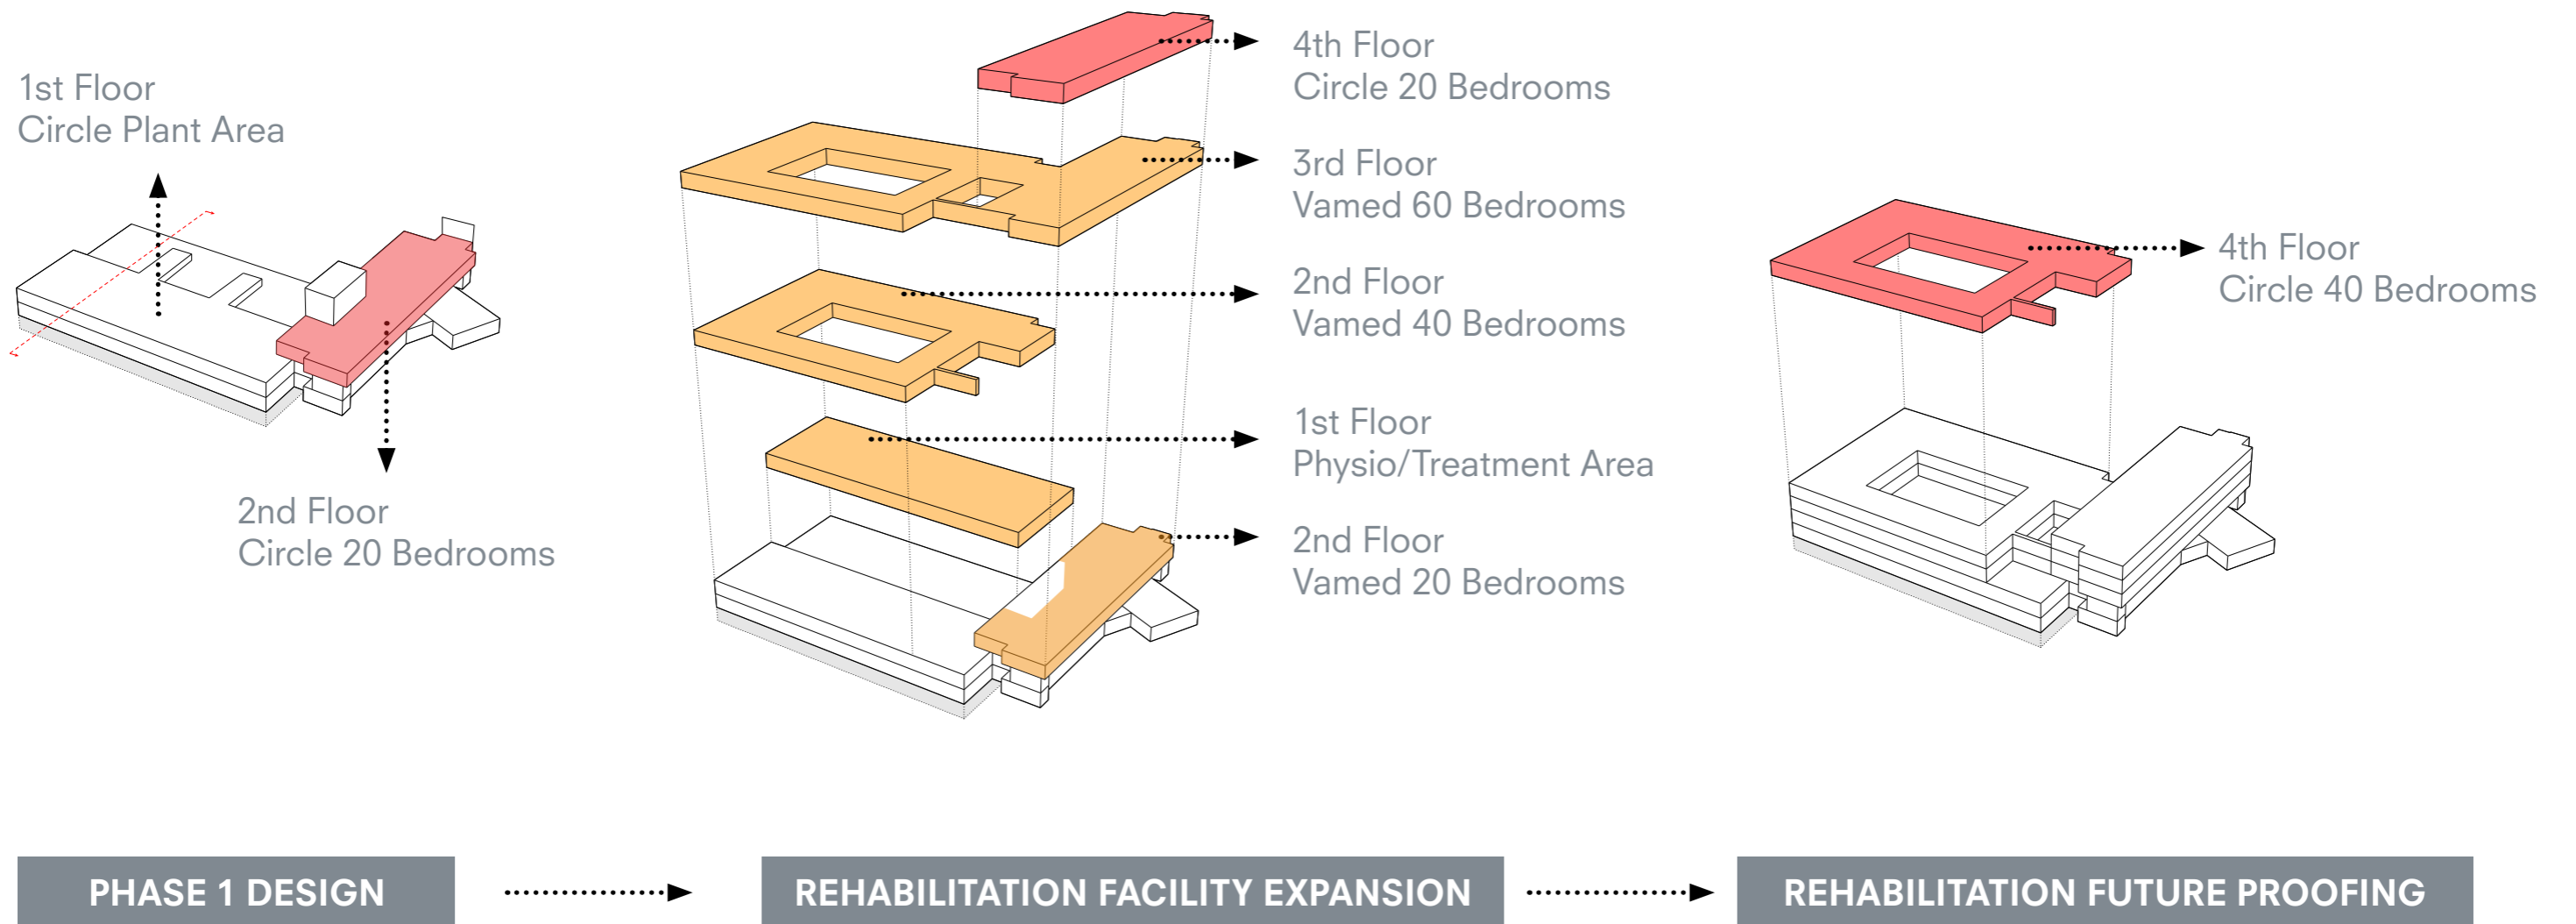 1st Floor
Circle Plant Area
2nd Floor
Circle 20 Bedrooms
4th Floor
Circle 20 Bedrooms
3rd Floor
Vamed 60 Bedrooms
2nd Floor
Vamed 40 Bedrooms
1st Floor
Physio/Treatment Area
2nd Floor
Vamed 20 Bedrooms
4th Floor
Circle 40 Bedrooms
PHASE 1 DESIGN
REHABILITATION FACILITY EXPANSION
REHABILITATION FUTURE PROOFING